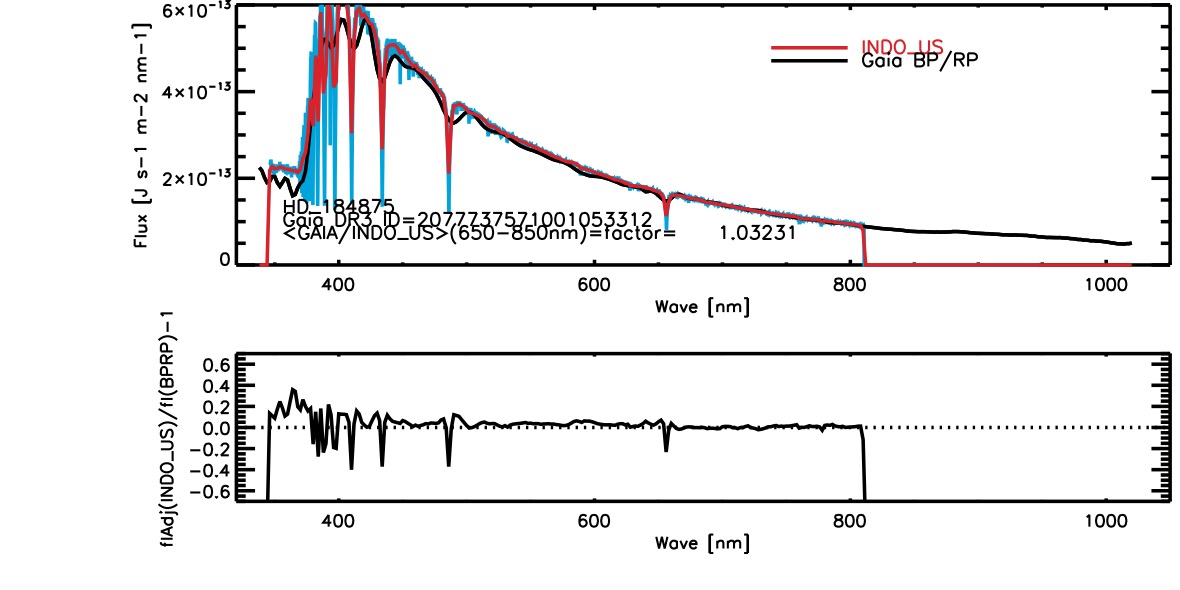 6×10−13
4×10−13
2×10−13
0
Flux [J s−1 m−2 nm−1]
INDO_US
Gaia BP/RP
HD_184875
Gaia DR3 ID=2077737571001053312
<GAIA/INDO_US>(650−850nm)=factor= 1.03231
400 600 800 1000
Wave [nm]
flAdj(INDO_US)/fl(BPRP)−1
0.6
0.4
0.2
0.0
−0.2
−0.4
−0.6
400 600 800 1000
Wave [nm]